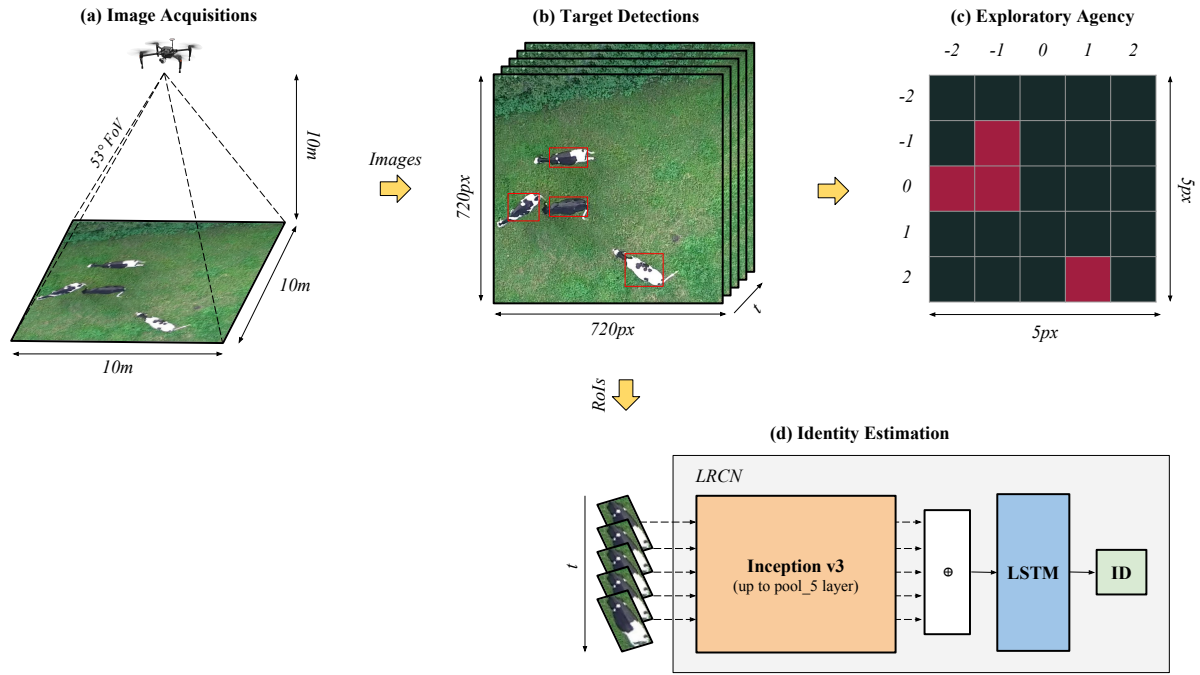 (a) Image Acquisitions
53° FoV
10m
10m
10m
Images
(b) Target Detections
720px
720px
t
(c) Exploratory Agency
-2 -1 0 1 2
-2
-1
0
1
2
5px
5px
RoIs
(d) Identity Estimation
LRCN
t
Inception v3
(up to pool_5 layer)
⊕
LSTM
ID